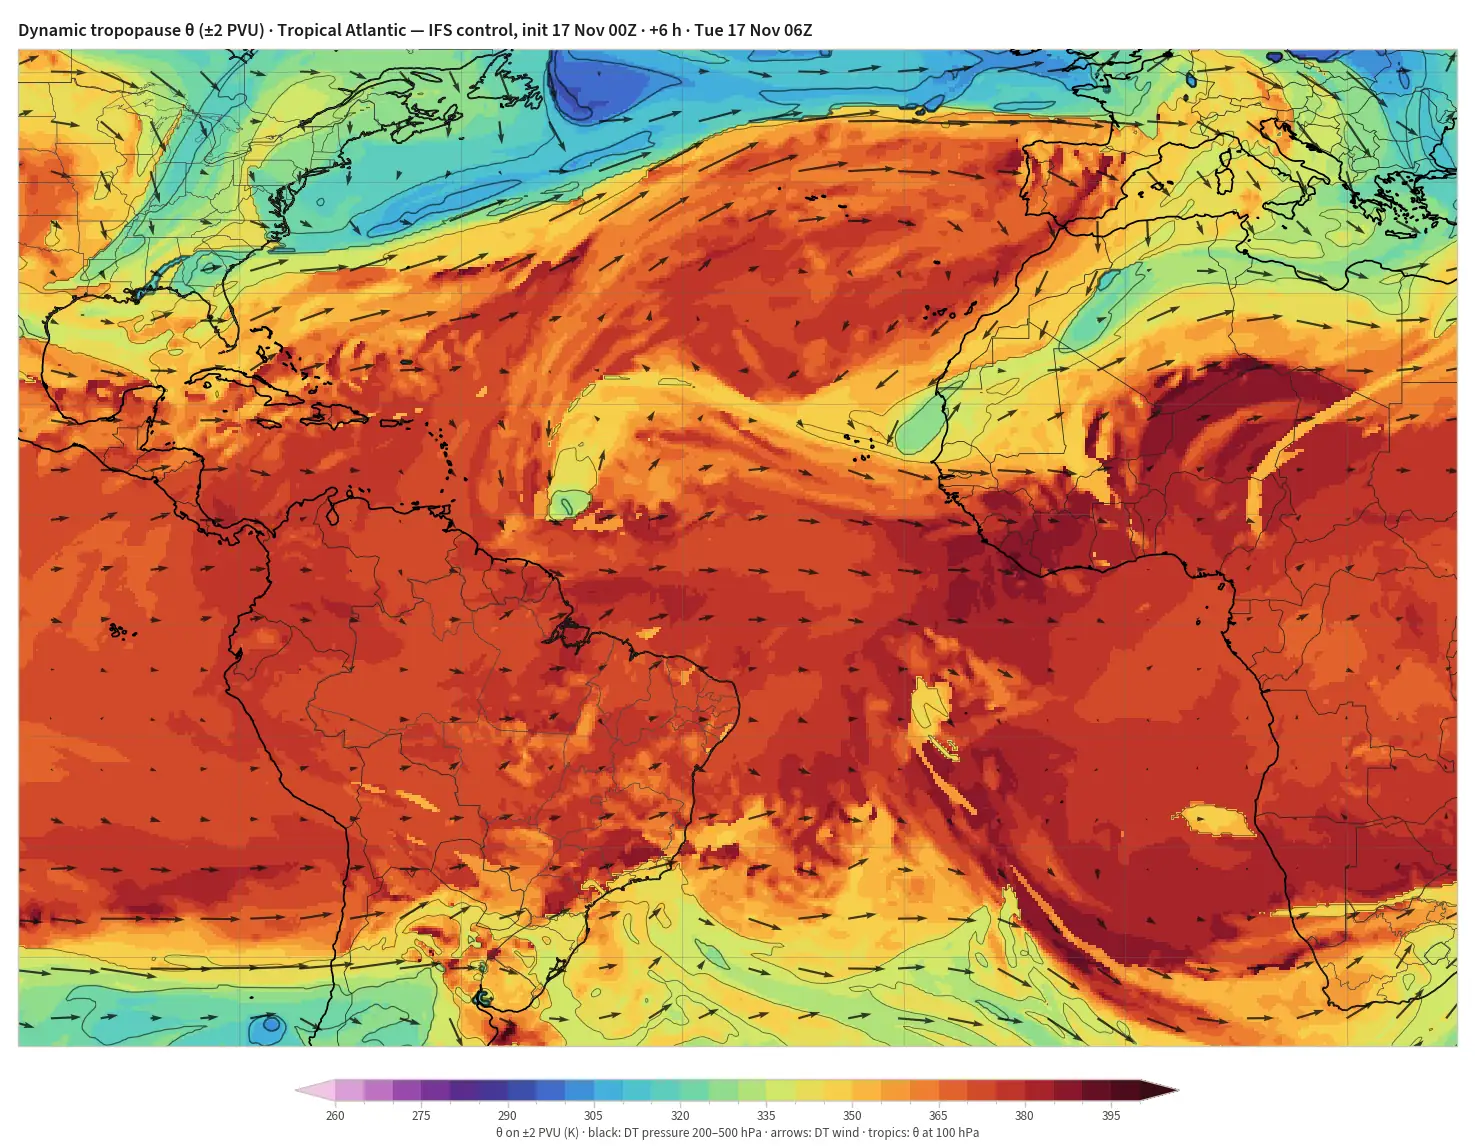 Dynamic tropopause θ (±2 PVU) · Tropical Atlantic — IFS control, init 17 Nov 00Z · +6 h · Tue 17 Nov 06Z
260 275 290 305 320 335 350 365 380 395
θ on ±2 PVU (K) · black: DT pressure 200–500 hPa · arrows: DT wind · tropics: θ at 100 hPa